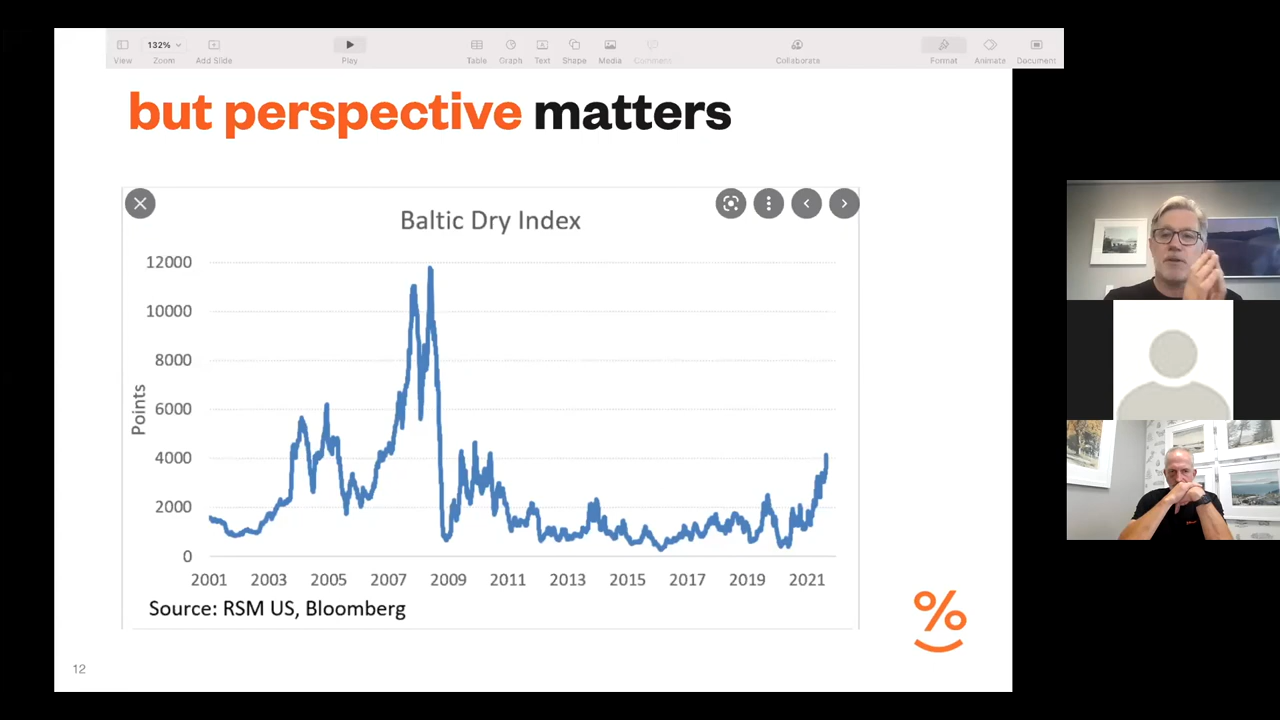 132%
View
Zoom
Add Slide
Play
Table
Graph
Text
Shape
Media
Comment
Collaborate
Format
Animate
Document
but perspective matters
Baltic Dry Index
12000
10000
8000
6000
4000
2000
0
Points
2001 2003 2005 2007 2009 2011 2013 2015 2017 2019 2021
Source: RSM US, Bloomberg
%
12